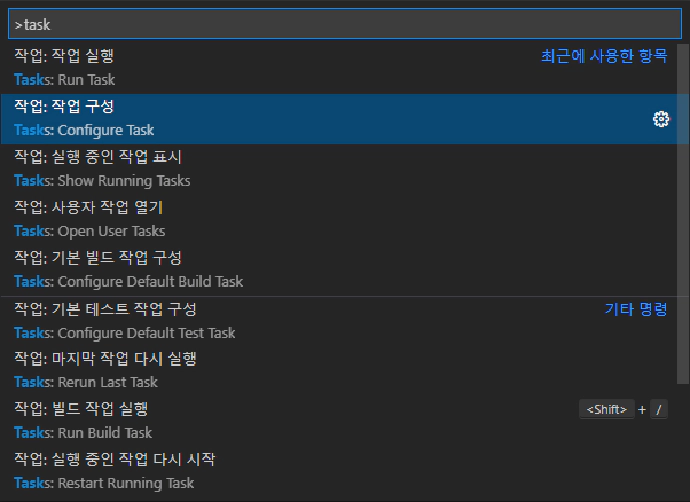 >task
작업: 작업 실행 최근에 사용한 항목
Tasks: Run Task
작업: 작업 구성
Tasks: Configure Task
작업: 실행 중인 작업 표시
Tasks: Show Running Tasks
작업: 사용자 작업 열기
Tasks: Open User Tasks
작업: 기본 빌드 작업 구성
Tasks: Configure Default Build Task
작업: 기본 테스트 작업 구성 기타 명령
Tasks: Configure Default Test Task
작업: 마지막 작업 다시 실행
Tasks: Rerun Last Task
작업: 빌드 작업 실행 <Shift> + /
Tasks: Run Build Task
작업: 실행 중인 작업 다시 시작
Tasks: Restart Running Task